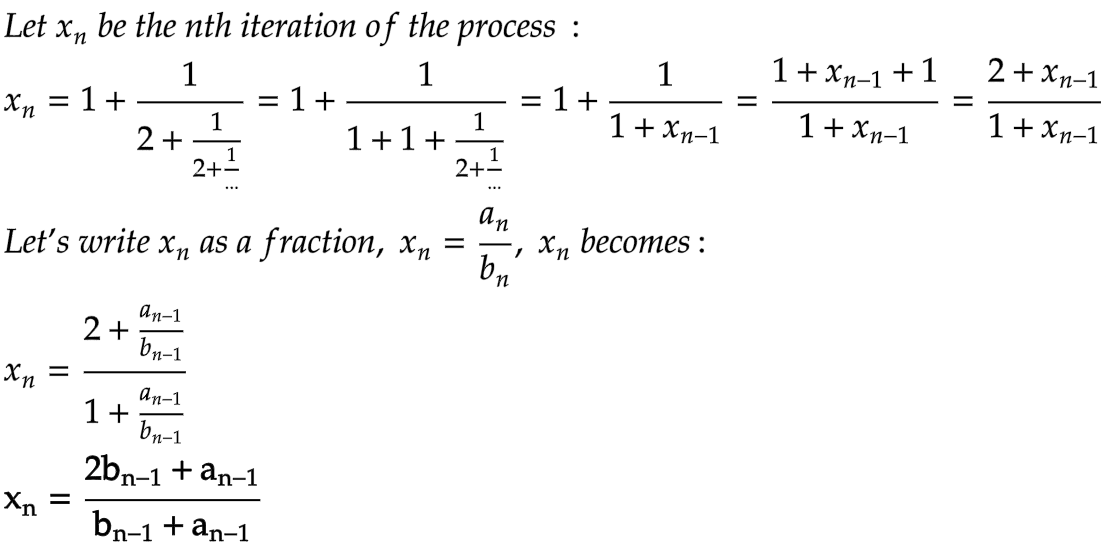 Let x_n be the nth iteration of the process :
x_n = 1 + \frac{1}{2 + \frac{1}{2+\frac{1}{...}}} = 1 + \frac{1}{1 + 1 + \frac{1}{2+\frac{1}{...}}} = 1 + \frac{1}{1 + x_{n-1}} = \frac{1 + x_{n-1} + 1}{1 + x_{n-1}} = \frac{2 + x_{n-1}}{1 + x_{n-1}}
Let's write x_n as a fraction, x_n = \frac{a_n}{b_n}, x_n becomes :
x_n = \frac{2 + \frac{a_{n-1}}{b_{n-1}}}{1 + \frac{a_{n-1}}{b_{n-1}}}
x_n = \frac{2b_{n-1} + a_{n-1}}{b_{n-1} + a_{n-1}}